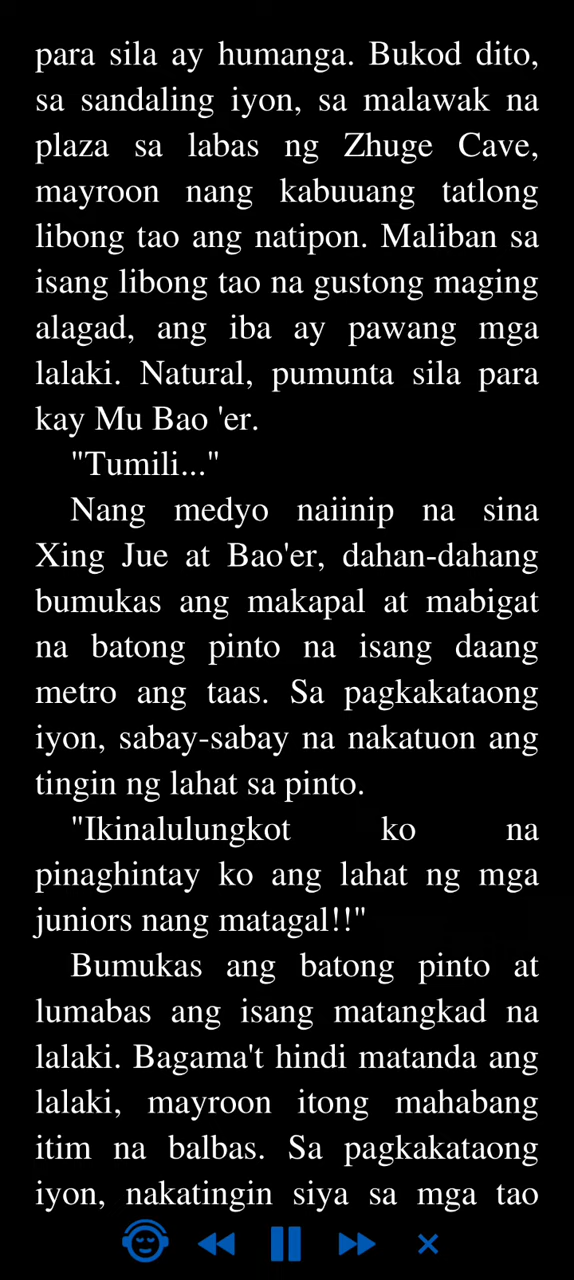 para sila ay humanga. Bukod dito,
sa sandaling iyon, sa malawak na
plaza sa labas ng Zhuge Cave,
mayroon nang kabuuang tatlong
libong tao ang natipon. Maliban sa
isang libong tao na gustong maging
alagad, ang iba ay pawang mga
lalaki. Natural, pumunta sila para
kay Mu Bao 'er.
"Tumili..."
Nang medyo naiinip na sina
Xing Jue at Bao'er, dahan-dahang
bumukas ang makapal at mabigat
na batong pinto na isang daang
metro ang taas. Sa pagkakataong
iyon, sabay-sabay na nakatuon ang
tingin ng lahat sa pinto.
"Ikinalulungkot ko na
pinaghintay ko ang lahat ng mga
juniors nang matagal!!"
Bumukas ang batong pinto at
lumabas ang isang matangkad na
lalaki. Bagama't hindi matanda ang
lalaki, mayroon itong mahabang
itim na balbas. Sa pagkakataong
iyon, nakatingin siya sa mga tao